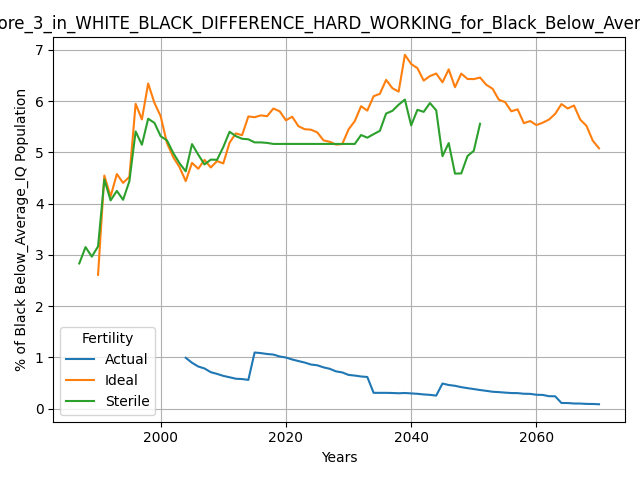 ore_3_in_WHITE_BLACK_DIFFERENCE_HARD_WORKING_for_Black_Below_Aver
% of Black Below_Average_IQ Population
7
6
5
4
3
2
1
0
Fertility
Actual
Ideal
Sterile
2000
2020
2040
2060
Years